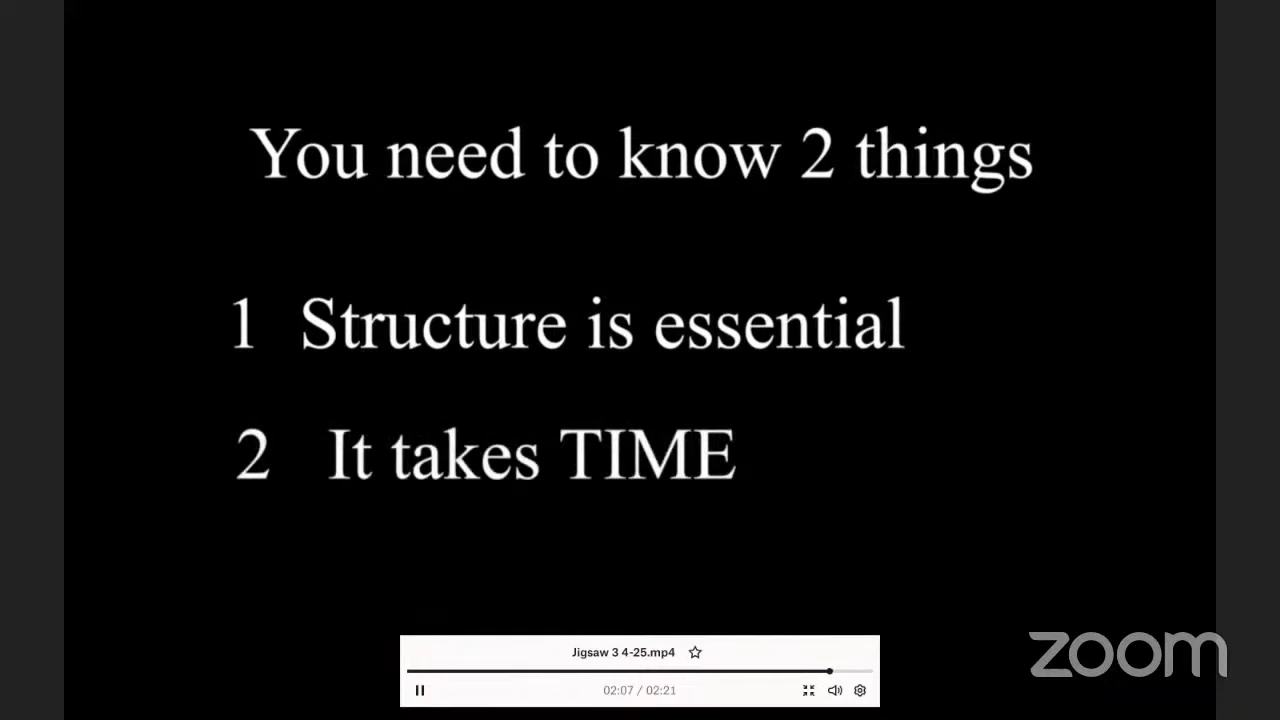 You need to know 2 things
1 Structure is essential
2 It takes TIME
Jigsaw 3 4-25.mp4
02:07 / 02:21
zoom